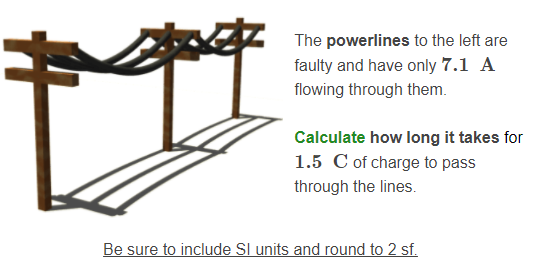 The powerlines to the left are
faulty and have only 7.1 A
flowing through them.
Calculate how long it takes for
1.5 C of charge to pass
through the lines.
Be sure to include SI units and round to 2 sf.